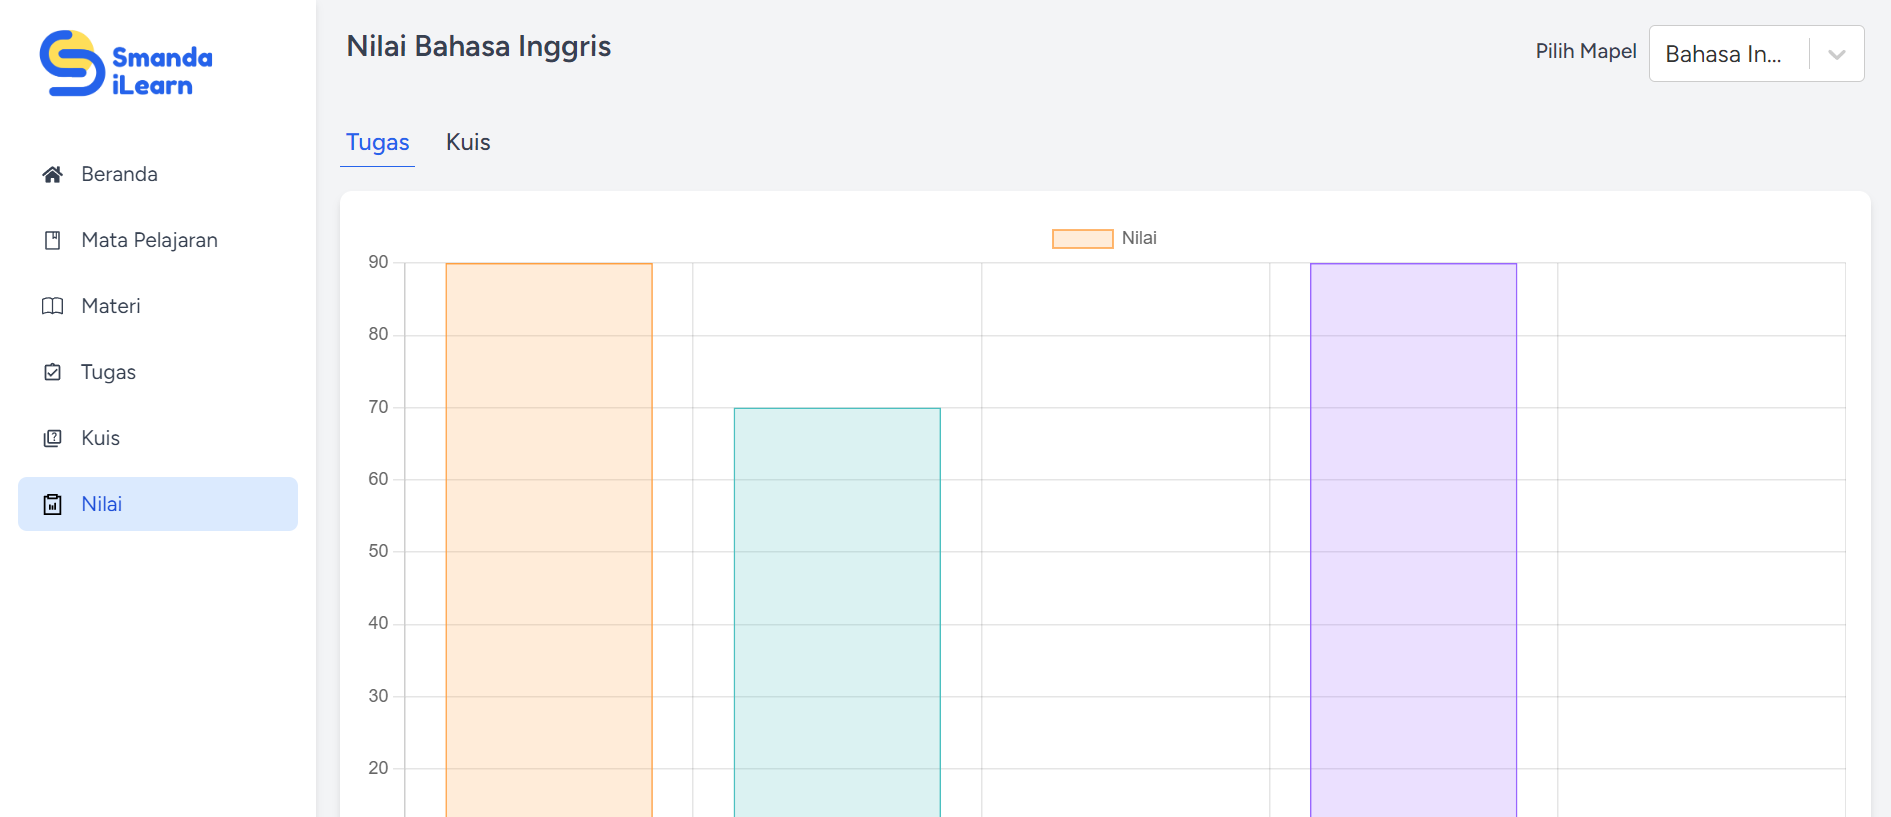 Smanda
iLearn
Beranda
Mata Pelajaran
Materi
Tugas
Kuis
Nilai
Nilai Bahasa Inggris
Pilih Mapel
Bahasa In...
Tugas
Kuis
Nilai
90
80
70
60
50
40
30
20